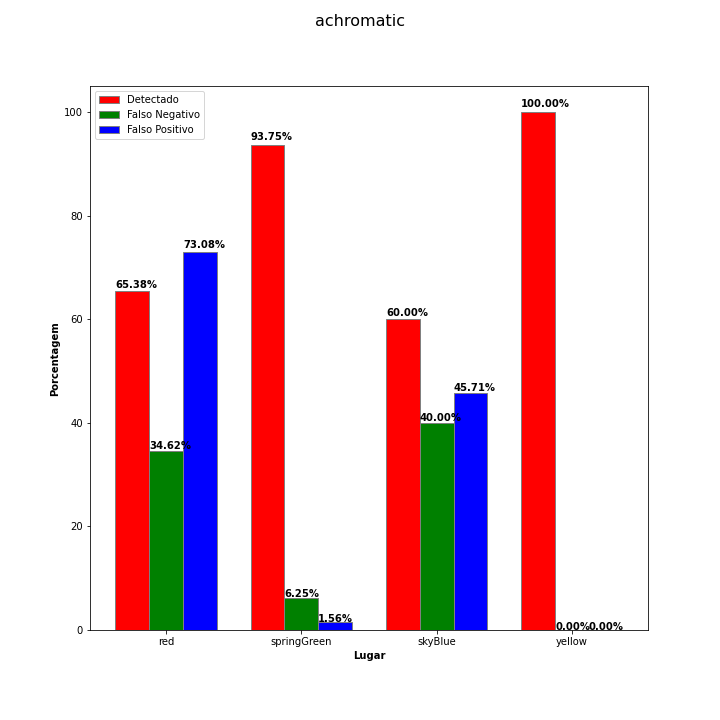 achromatic
Detectado
Falso Negativo
Falso Positivo
100
80
60
40
20
0
Porcentagem
65.38%
34.62%
73.08%
93.75%
6.25%
1.56%
60.00%
40.00%
45.71%
100.00%
0.00%
0.00%
red
springGreen
skyBlue
yellow
Lugar